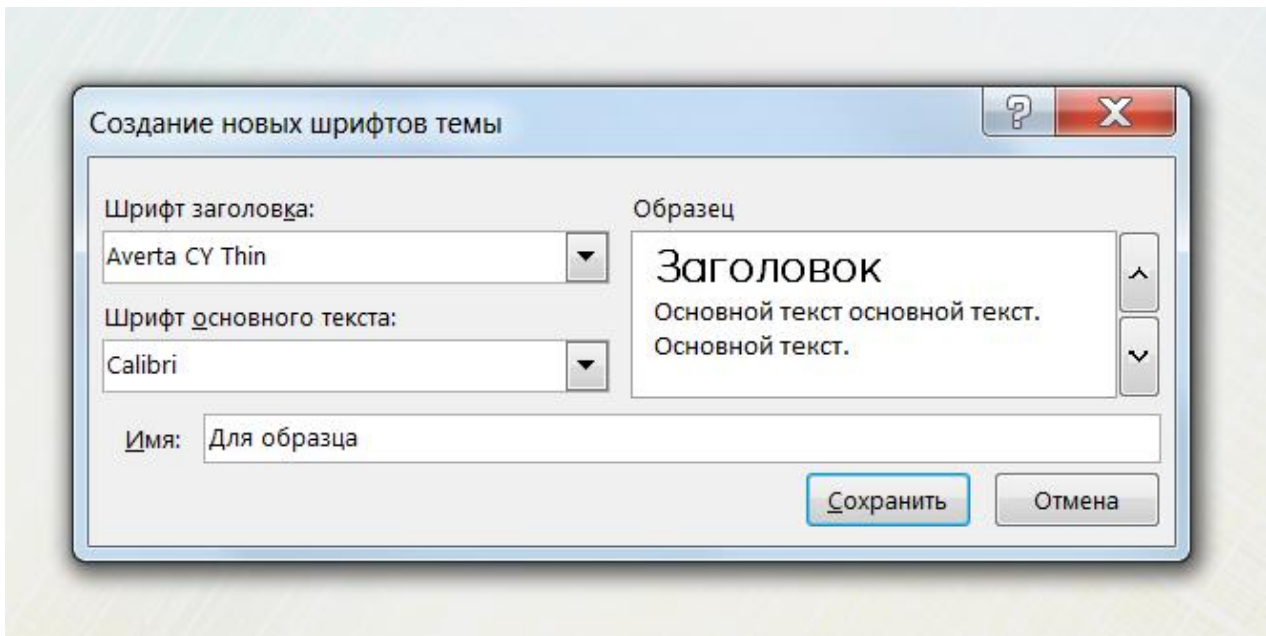 Создание новых шрифтов темы
Шрифт заголовка:
Averta CY Thin
Шрифт основного текста:
Calibri
Образец
Заголовок
Основной текст основной текст.
Основной текст.
Имя: Для образца
Сохранить Отмена